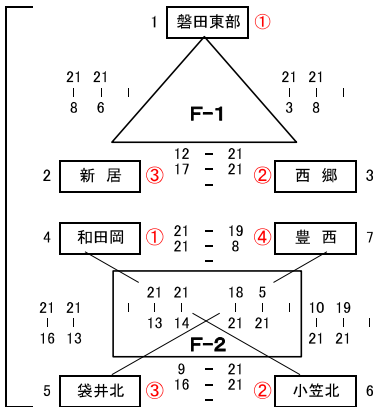 1 磐田東部 ①
21 21 21 21
| | | | | |
8 6 3 8
F-1
12 - 21
17 - 21
-
2 新居 ③ ② 西郷 3
4 和田岡 ① 21 - 19 ④ 豊西 7
21 - 8
-
21 21 18 5
21 21 | | | | | | 10 19
| | | 13 14 21 21 | | |
16 13 21 21
F-2
9 - 21
5 袋井北 ③ 16 - 21 ② 小笠北 6
-